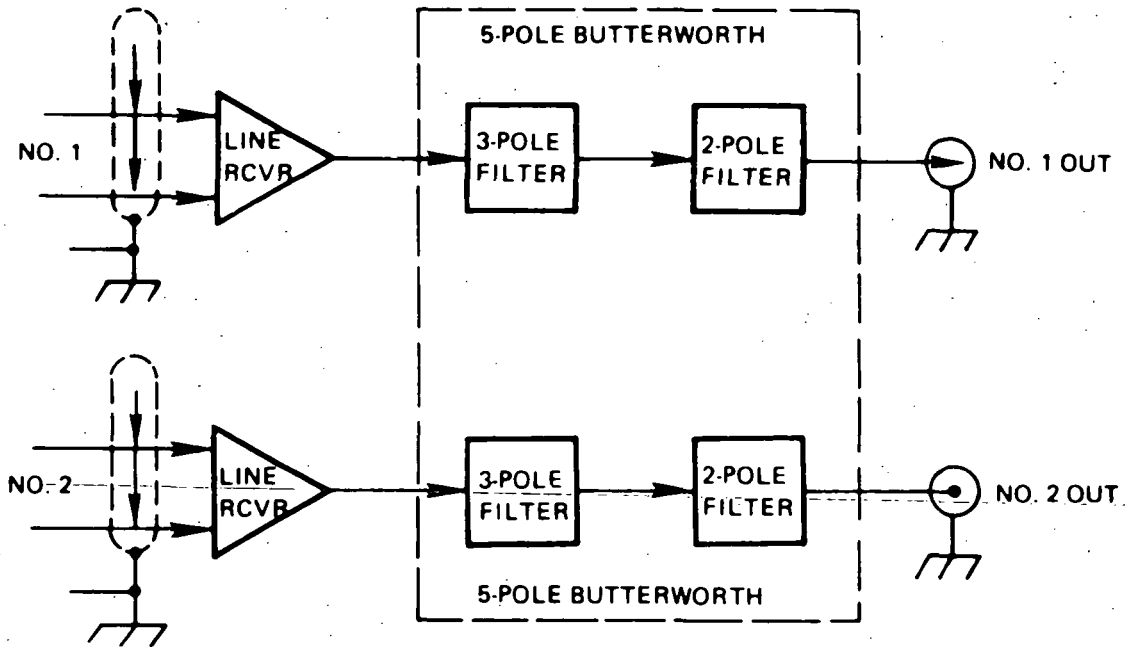 5-POLE BUTTERWORTH
NO. 1
LINE
RCVR
3-POLE
FILTER
2-POLE
FILTER
NO. 1 OUT
NO. 2
LINE
RCVR
3-POLE
FILTER
2-POLE
FILTER
NO. 2 OUT
5-POLE BUTTERWORTH